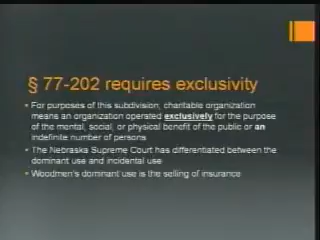 § 77-202 requires exclusivity
• For purposes of this subdivision, charitable organization
means an organization operated exclusively for the purpose
of the mental, social, or physical benefit of the public or an
indefinite number of persons
• The Nebraska Supreme Court has differentiated between the
dominant use and incidental use
• Woodmen's dominant use is the selling of insurance